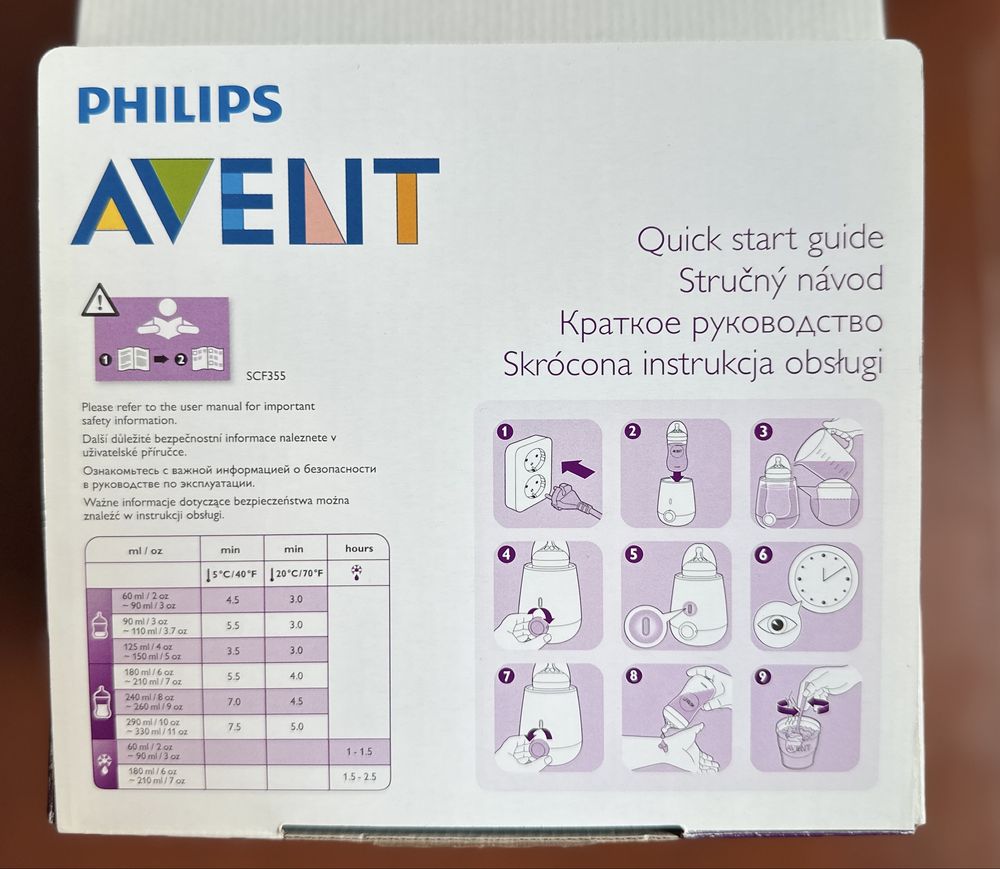 PHILIPS
AVENT
Quick start guide
Stručný návod
Краткое руководство
Skrócona instrukcja obsługi
1 2
SCF355
Please refer to the user manual for important
safety information.
Další důležité bezpečnostní informace naleznete v
uživatelské příručce.
Ознакомьтесь с важной информацией о безопасности
в руководстве по эксплуатации.
Ważne informacje dotyczące bezpieczeństwa można
znaleźć w instrukcji obsługi.
ml / oz min min hours
5°C/40°F 20°C/70°F
60 ml / 2 oz
~ 90 ml / 3 oz 4.5 3.0
90 ml / 3 oz
~ 110 ml / 3.7 oz 5.5 3.0
125 ml / 4 oz
~ 150 ml / 5 oz 3.5 3.0
180 ml / 6 oz
~ 210 ml / 7 oz 5.5 4.0
240 ml / 8 oz
~ 260 ml / 9 oz 7.0 4.5
290 ml / 10 oz
~ 330 ml / 11 oz 7.5 5.0
60 ml / 2 oz
~ 90 ml / 3 oz 1 - 1.5
180 ml / 6 oz
~ 210 ml / 7 oz 1.5 - 2.5
1 2 3
AVENT
4 5 6
7 8 9
AVENT